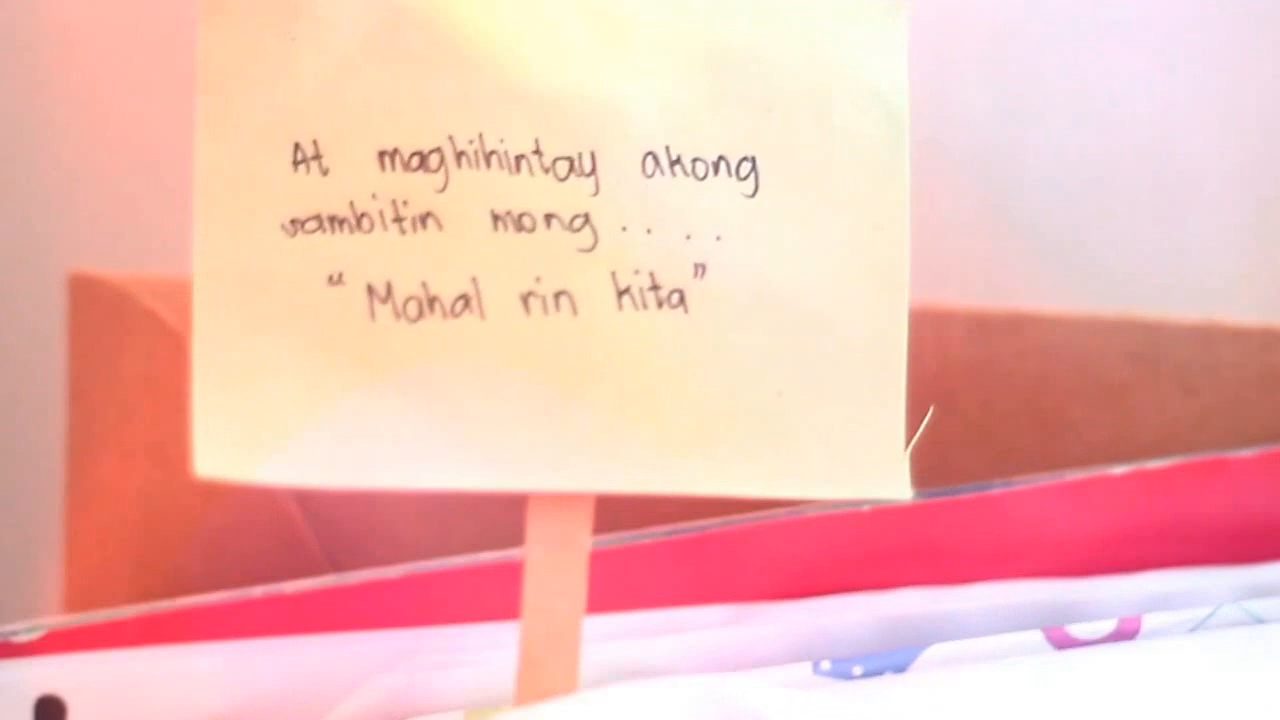 At maghihintay akong
sambitin mong.....
"Mahal rin kita"